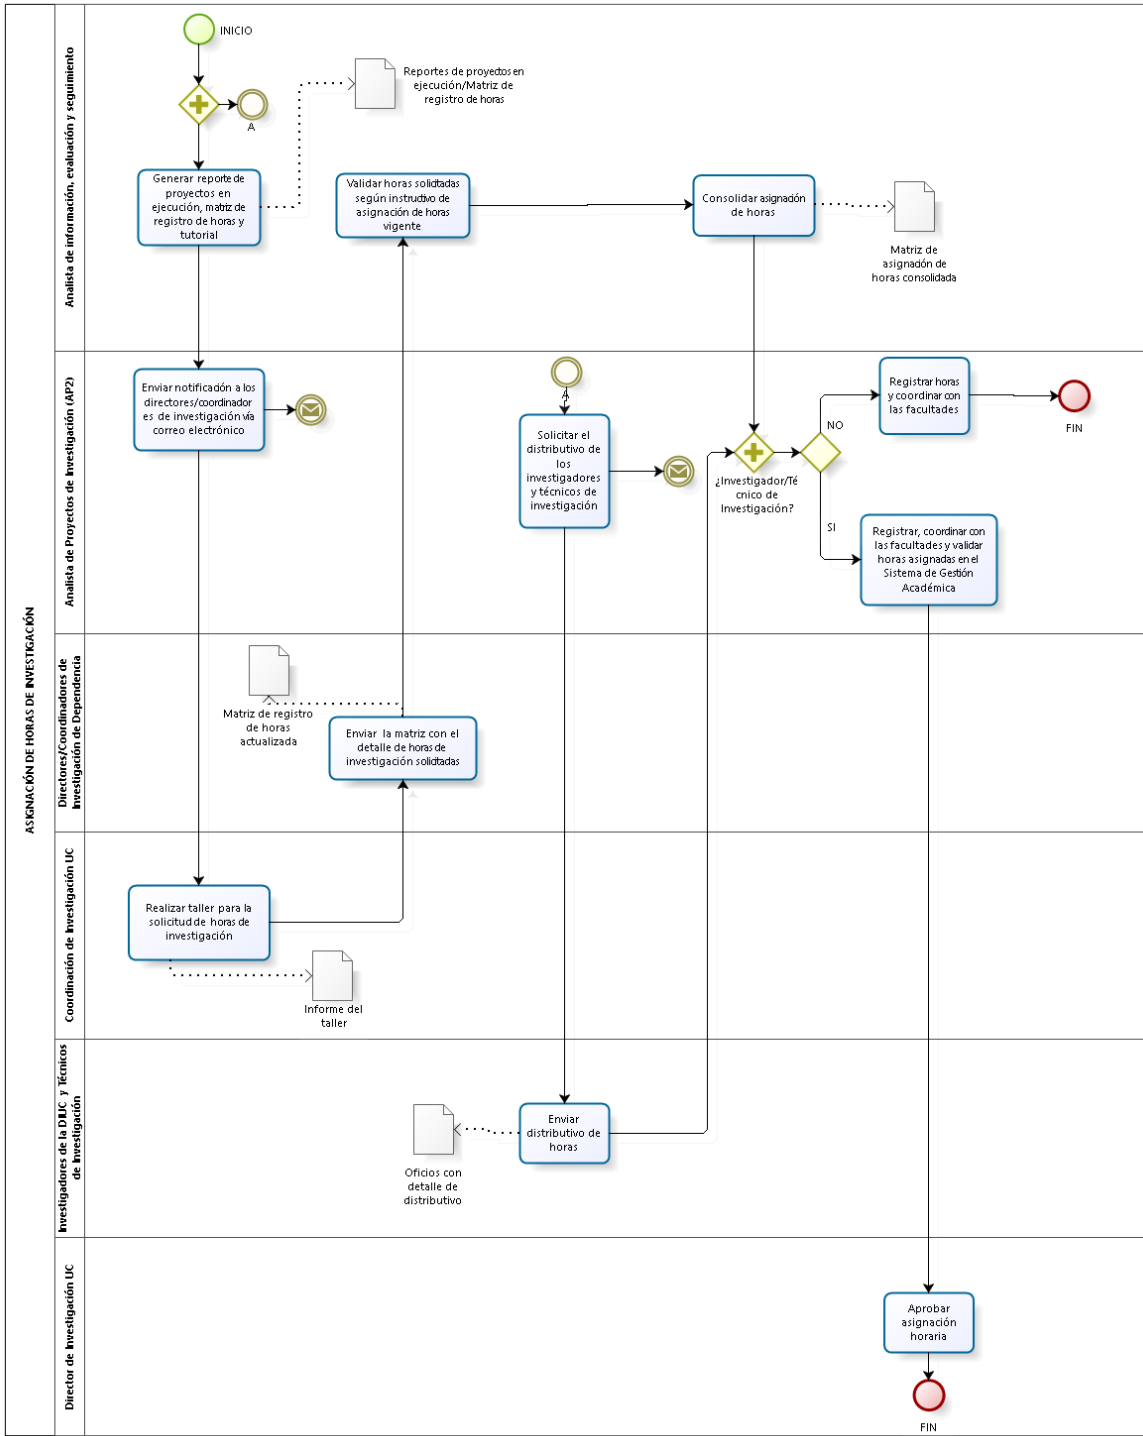 ASIGNACIÓN DE HORAS DE INVESTIGACIÓN
Analista de información, evaluación y seguimiento
INICIO
A
Reportes de proyectos en
ejecución/Matriz de
registro de horas
Generar reporte de
proyectos en
ejecución, matriz de
registro de horas y
tutorial
Validar horas solicitadas
según instructivo de
asignación de horas
vigente
Consolidar asignación
de horas
Matriz de
asignación de
horas consolidada
Analista de Proyectos de Investigación (AP2)
Enviar notificación a los
directores/coordinador
es de investigación vía
correo electrónico
A
Solicitar el
distributivo de
los
investigadores
y técnicos de
investigación
¿Investigador/Té
cnico de
Investigación?
NO
Registrar horas
y coordinar con
las facultades
FIN
SI
Registrar, coordinar con
las facultades y validar
horas asignadas en el
Sistema de Gestión
Académica
Directores/Coordinadores de
Investigación de Dependencia
Matriz de registro
de horas
actualizada
Enviar la matriz con el
detalle de horas de
investigación solicitadas
Coordinación de Investigación UC
Realizar taller para la
solicitud de horas de
investigación
Informe del
taller
Investigadores de la DIUC y Técnicos
de Investigación
Enviar
distributivo de
horas
Oficios con
detalle de
distributivo
Director de Investigación UC
Aprobar
asignación
horaria
FIN